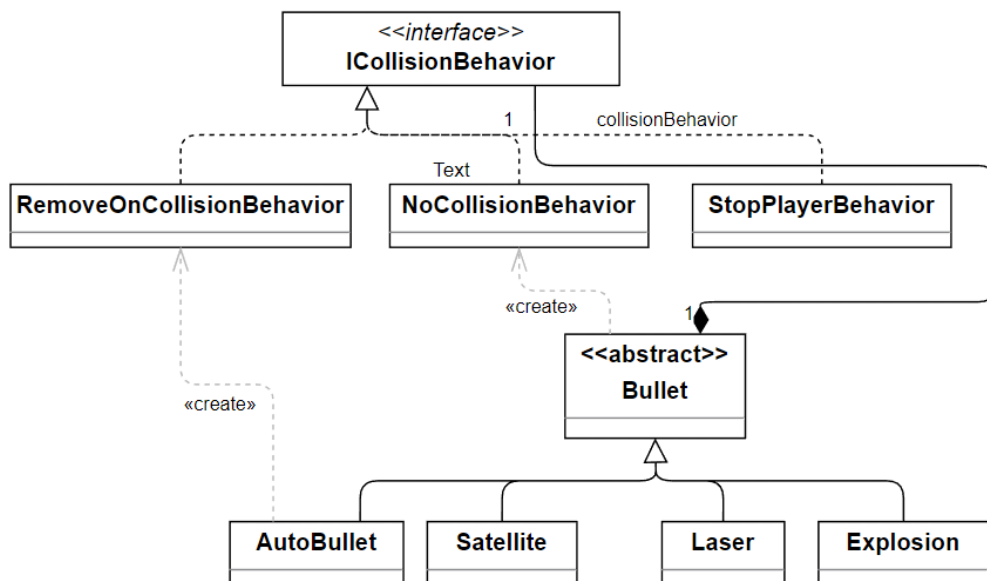 <<interface>>
ICollisionBehavior
1
collisionBehavior
Text
RemoveOnCollisionBehavior
NoCollisionBehavior
StopPlayerBehavior
«create»
1
<<abstract>>
Bullet
«create»
AutoBullet
Satellite
Laser
Explosion